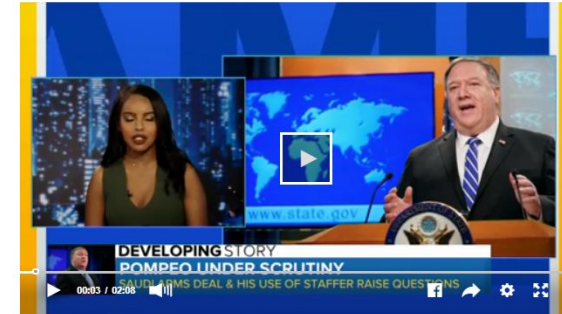 www.state.gov
DEVELOPING STORY
POMPEO UNDER SCRUTINY
SAUDI ARMS DEAL & HIS USE OF STAFFER RAISE QUESTIONS
00:03 / 02:08